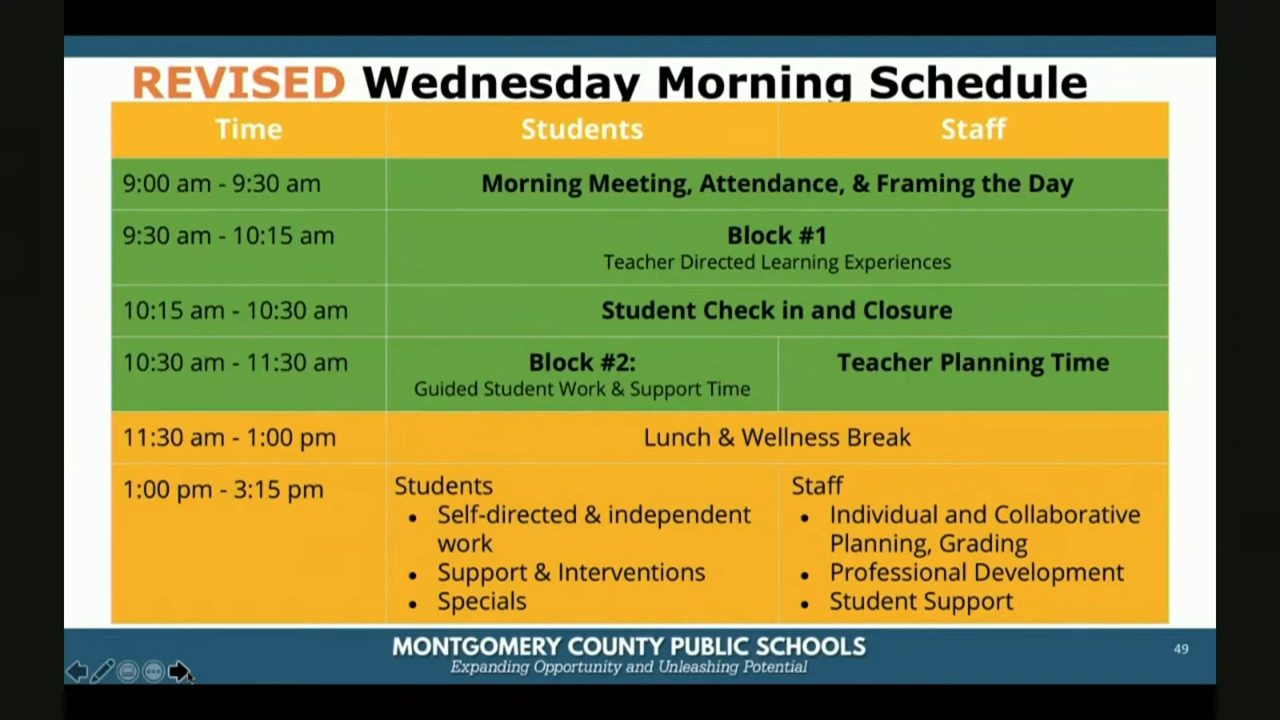 REVISED Wednesday Morning Schedule
Time Students Staff
9:00 am - 9:30 am Morning Meeting, Attendance, & Framing the Day
9:30 am - 10:15 am Block #1
Teacher Directed Learning Experiences
10:15 am - 10:30 am Student Check in and Closure
10:30 am - 11:30 am Block #2: Teacher Planning Time
Guided Student Work & Support Time
11:30 am - 1:00 pm Lunch & Wellness Break
1:00 pm - 3:15 pm
Students
• Self-directed & independent
work
• Support & Interventions
• Specials
Staff
• Individual and Collaborative
Planning, Grading
• Professional Development
• Student Support
MONTGOMERY COUNTY PUBLIC SCHOOLS
Expanding Opportunity and Unleashing Potential
49